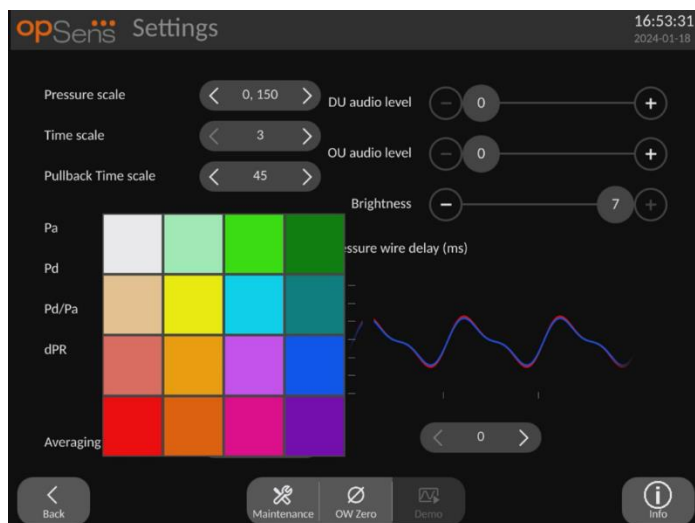 opSens Settings
16:53:31
2024-01-18
Pressure scale
0, 150
DU audio level
0
Time scale
3
OU audio level
0
Pullback Time scale
45
Brightness
7
Pa
Pd
Pd/Pa
dPR
Averaging
wire delay (ms)
0
Back
Maintenance
OW Zero
Demo
Info